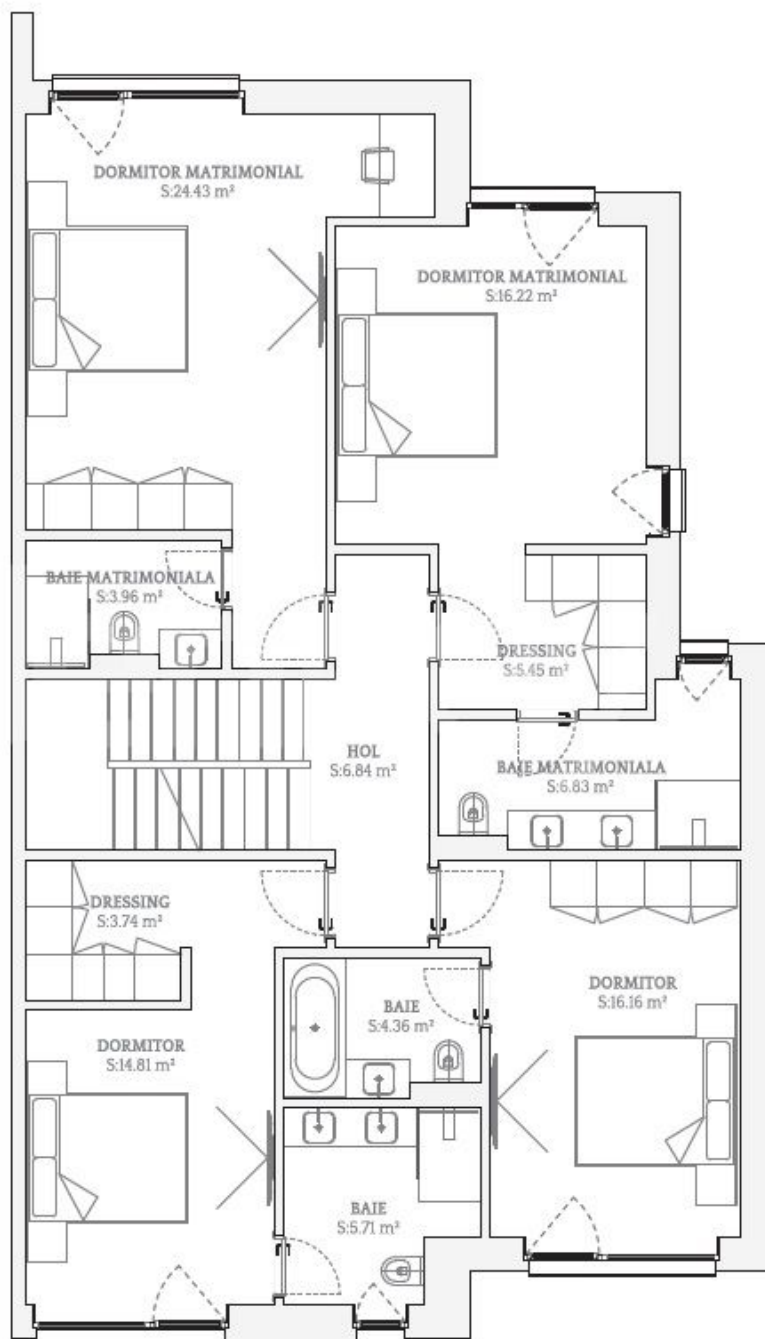 DORMITOR MATRIMONIAL
S:24.43 m²
DORMITOR MATRIMONIAL
S:16.22 m²
BAIE MATRIMONIALA
S:3.96 m²
DRESSING
S:5.45 m²
HOL
S:6.84 m²
BAIE MATRIMONIALA
S:6.83 m²
DRESSING
S:3.74 m²
DORMITOR
S:16.16 m²
BAIE
S:4.36 m²
DORMITOR
S:14.81 m²
BAIE
S:5.71 m²